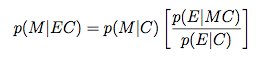 p(M|EC) = p(M|C) [ p(E|MC) / p(E|C) ]